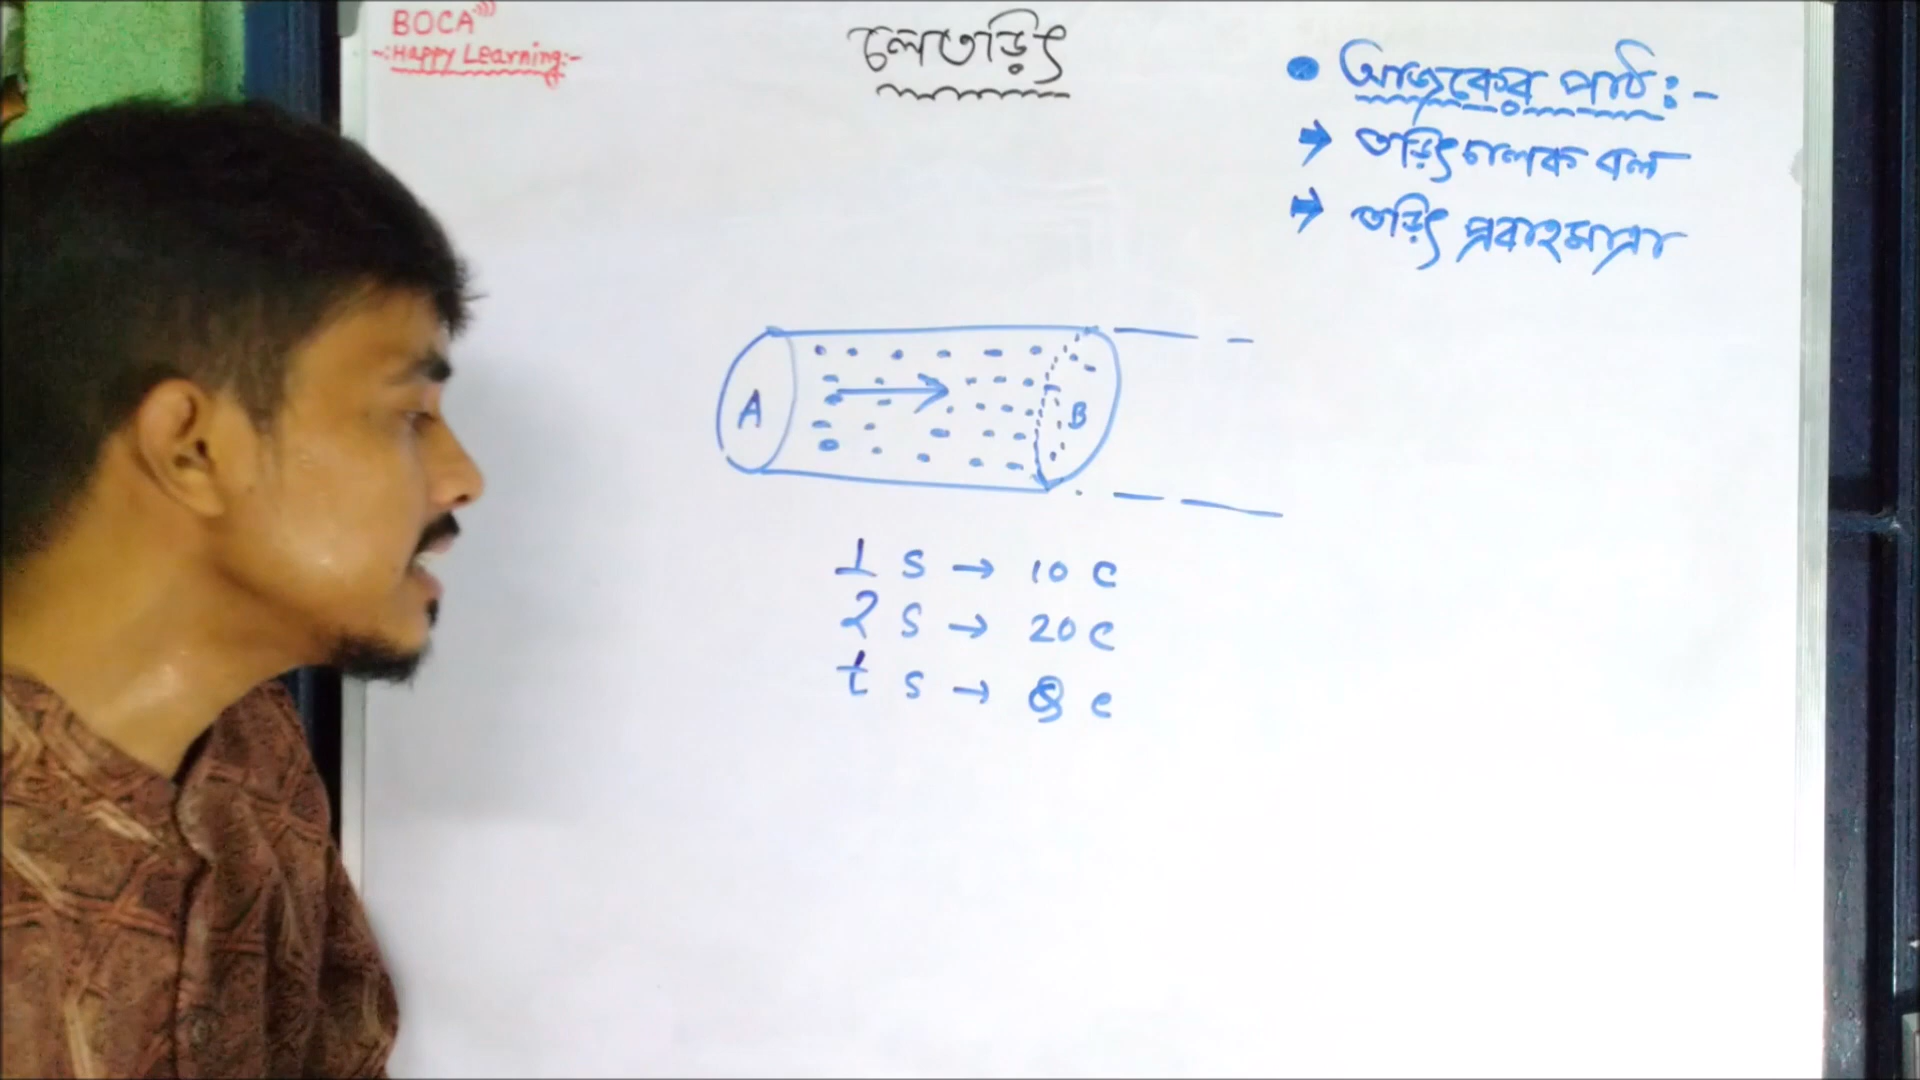 BOCA
-:Happy Learning:-
চলতড়িৎ
• আজকের পাঠ:-
→ তড়িৎচালক বল
→ তড়িৎ প্রবাহমাত্রা
A
B
1 S → 10 C
2 S → 20 C
t S → Q C